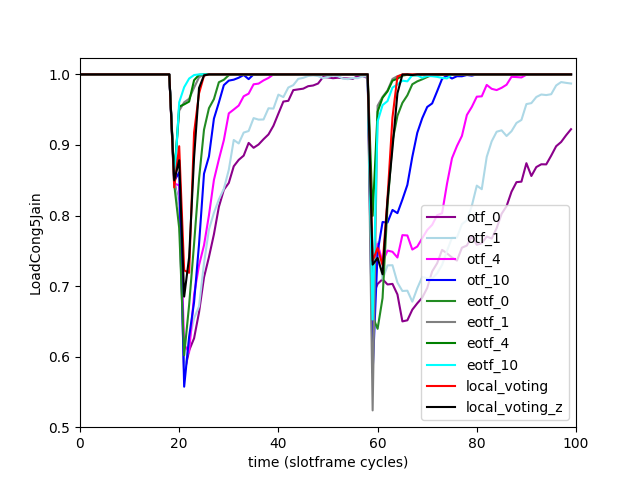 1.0
0.9
0.8
0.7
0.6
0.5
LoadCong5Jain
0 20 40 60 80 100
time (slotframe cycles)
otf_0
otf_1
otf_4
otf_10
eotf_0
eotf_1
eotf_4
eotf_10
local_voting
local_voting_z